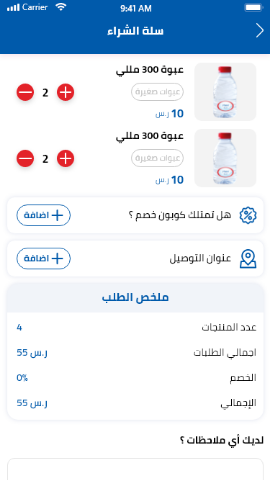 Carrier 9:41 AM
سلة الشراء
عبوة 300 مللي
عبوات صغيرة
2
10 ر.س
عبوة 300 مللي
عبوات صغيرة
2
10 ر.س
هل تمتلك كوبون خصم ؟
اضافة
عنوان التوصيل
اضافة
ملخص الطلب
عدد المنتجات 4
اجمالي الطلبات 55 ر.س
الخصم 0%
الإجمالي 55 ر.س
لديك أي ملاحظات ؟